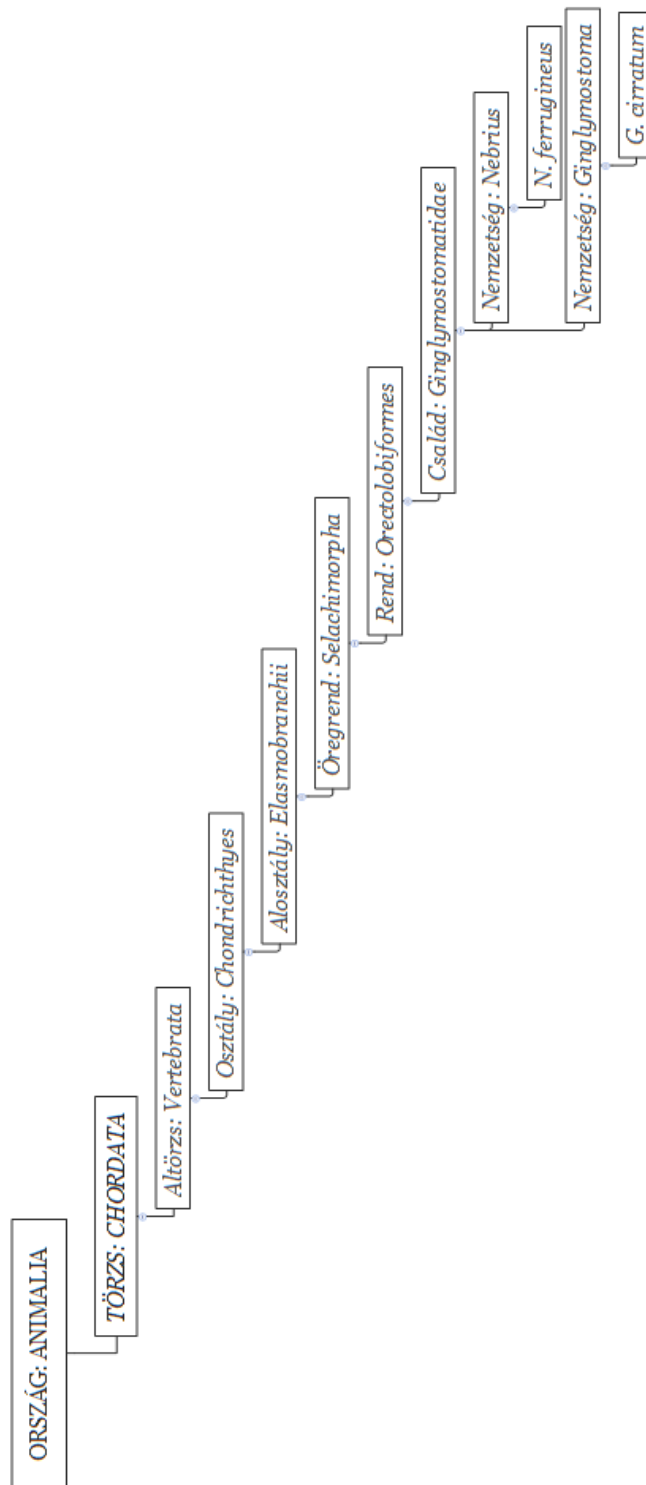 ORSZÁG: ANIMALIA
TÖRZS: CHORDATA
Altörzs: Vertebrata
Osztály: Chondrichthyes
Alosztály: Elasmobranchii
Öregrend: Selachimorpha
Rend: Orectolobiformes
Család: Ginglymostomatidae
Nemzetség: Nebrius
N. ferrugineus
Nemzetség: Ginglymostoma
G. cirratum